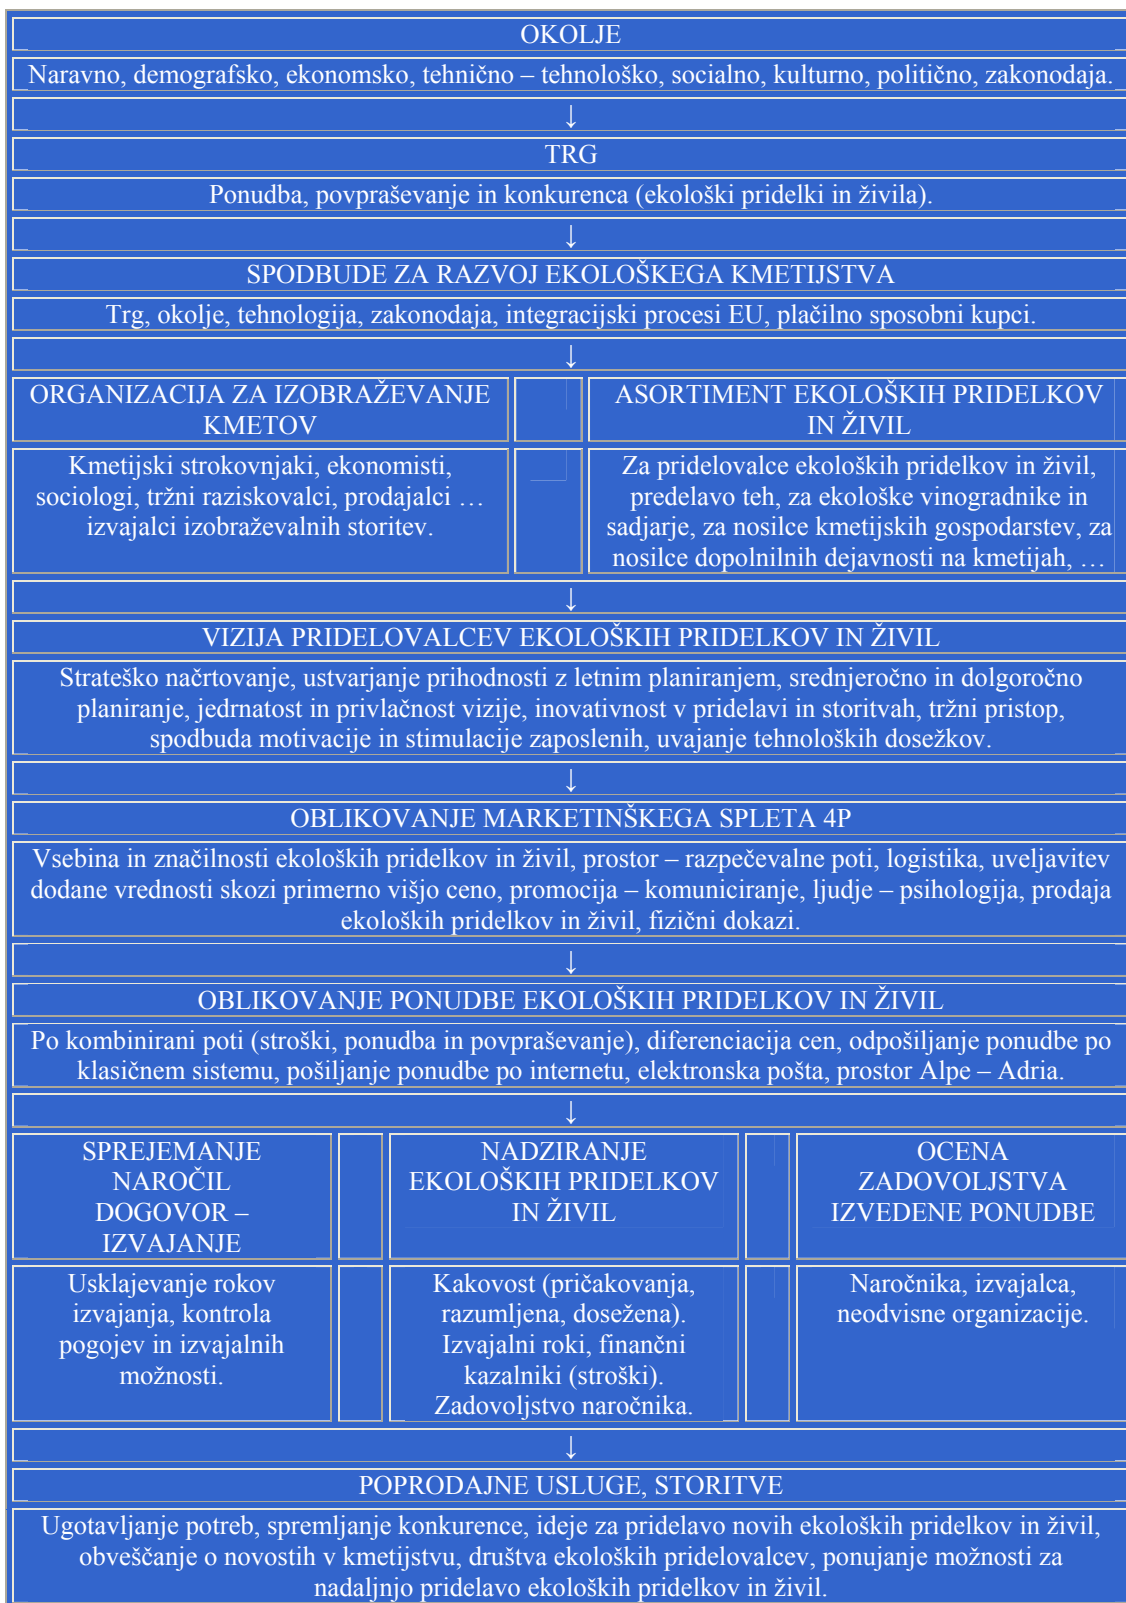 OKOLJE
Naravno, demografsko, ekonomsko, tehnično – tehnološko, socialno, kulturno, politično, zakonodaja.
↓
TRG
Ponudba, povpraševanje in konkurenca (ekološki pridelki in živila).
↓
SPODBUDE ZA RAZVOJ EKOLOŠKEGA KMETIJSTVA
Trg, okolje, tehnologija, zakonodaja, integracijski procesi EU, plačilno sposobni kupci.
↓
ORGANIZACIJA ZA IZOBRAŽEVANJE
KMETOV
Kmetijski strokovnjaki, ekonomisti,
sociologi, tržni raziskovalci, prodajalci …
izvajalci izobraževalnih storitev.
ASORTIMENT EKOLOŠKIH PRIDELKOV
IN ŽIVIL
Za pridelovalce ekoloških pridelkov in živil,
predelavo teh, za ekološke vinogradnike in
sadjarje, za nosilce kmetijskih gospodarstev, za
nosilce dopolnilnih dejavnosti na kmetijah, …
↓
VIZIJA PRIDELOVALCEV EKOLOŠKIH PRIDELKOV IN ŽIVIL
Strateško načrtovanje, ustvarjanje prihodnosti z letnim planiranjem, srednjeročno in dolgoročno
planiranje, jedrnatost in privlačnost vizije, inovativnost v pridelavi in storitvah, tržni pristop,
spodbuda motivacije in stimulacije zaposlenih, uvajanje tehnoloških dosežkov.
↓
OBLIKOVANJE MARKETINŠKEGA SPLETA 4P
Vsebina in značilnosti ekoloških pridelkov in živil, prostor – razpečevalne poti, logistika, uveljavitev
dodane vrednosti skozi primerno višjo ceno, promocija – komuniciranje, ljudje – psihologija, prodaja
ekoloških pridelkov in živil, fizični dokazi.
↓
OBLIKOVANJE PONUDBE EKOLOŠKIH PRIDELKOV IN ŽIVIL
Po kombinirani poti (stroški, ponudba in povpraševanje), diferenciacija cen, odpošiljanje ponudbe po
klasičnem sistemu, pošiljanje ponudbe po internetu, elektronska pošta, prostor Alpe – Adria.
↓
SPREJEMANJE
NAROČIL
DOGOVOR –
IZVAJANJE
Usklajevanje rokov
izvajanja, kontrola
pogojev in izvajalnih
možnosti.
NADZIRANJE
EKOLOŠKIH PRIDELKOV
IN ŽIVIL
Kakovost (pričakovanja,
razumljena, dosežena).
Izvajalni roki, finančni
kazalniki (stroški).
Zadovoljstvo naročnika.
OCENA
ZADOVOLJSTVA
IZVEDENE PONUDBE
Naročnika, izvajalca,
neodvisne organizacije.
↓
POPRODAJNE USLUGE, STORITVE
Ugotavljanje potreb, spremljanje konkurence, ideje za pridelavo novih ekoloških pridelkov in živil,
obveščanje o novostih v kmetijstvu, društva ekoloških pridelovalcev, ponujanje možnosti za
nadaljnjo pridelavo ekoloških pridelkov in živil.